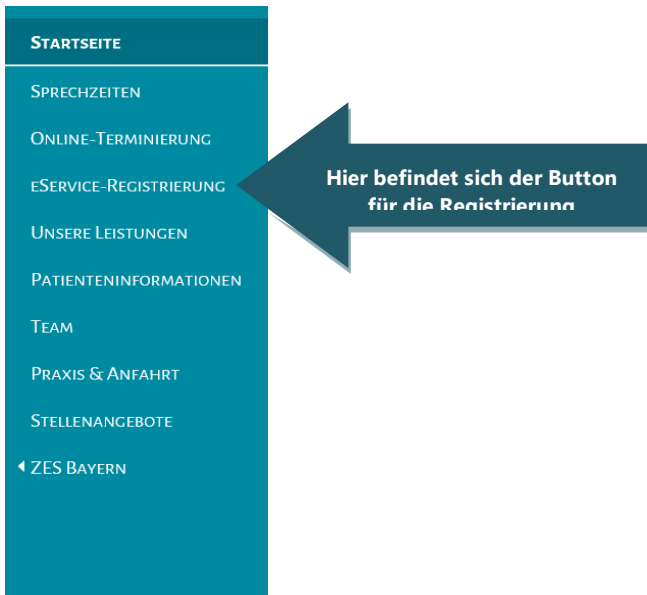 Startseite
Sprechzeiten
Online-Terminierung
eService-Registrierung
Hier befindet sich der Button
für die Registrierung
Unsere Leistungen
Patienteninformationen
Team
Praxis & Anfahrt
Stellenangebote
ZES Bayern